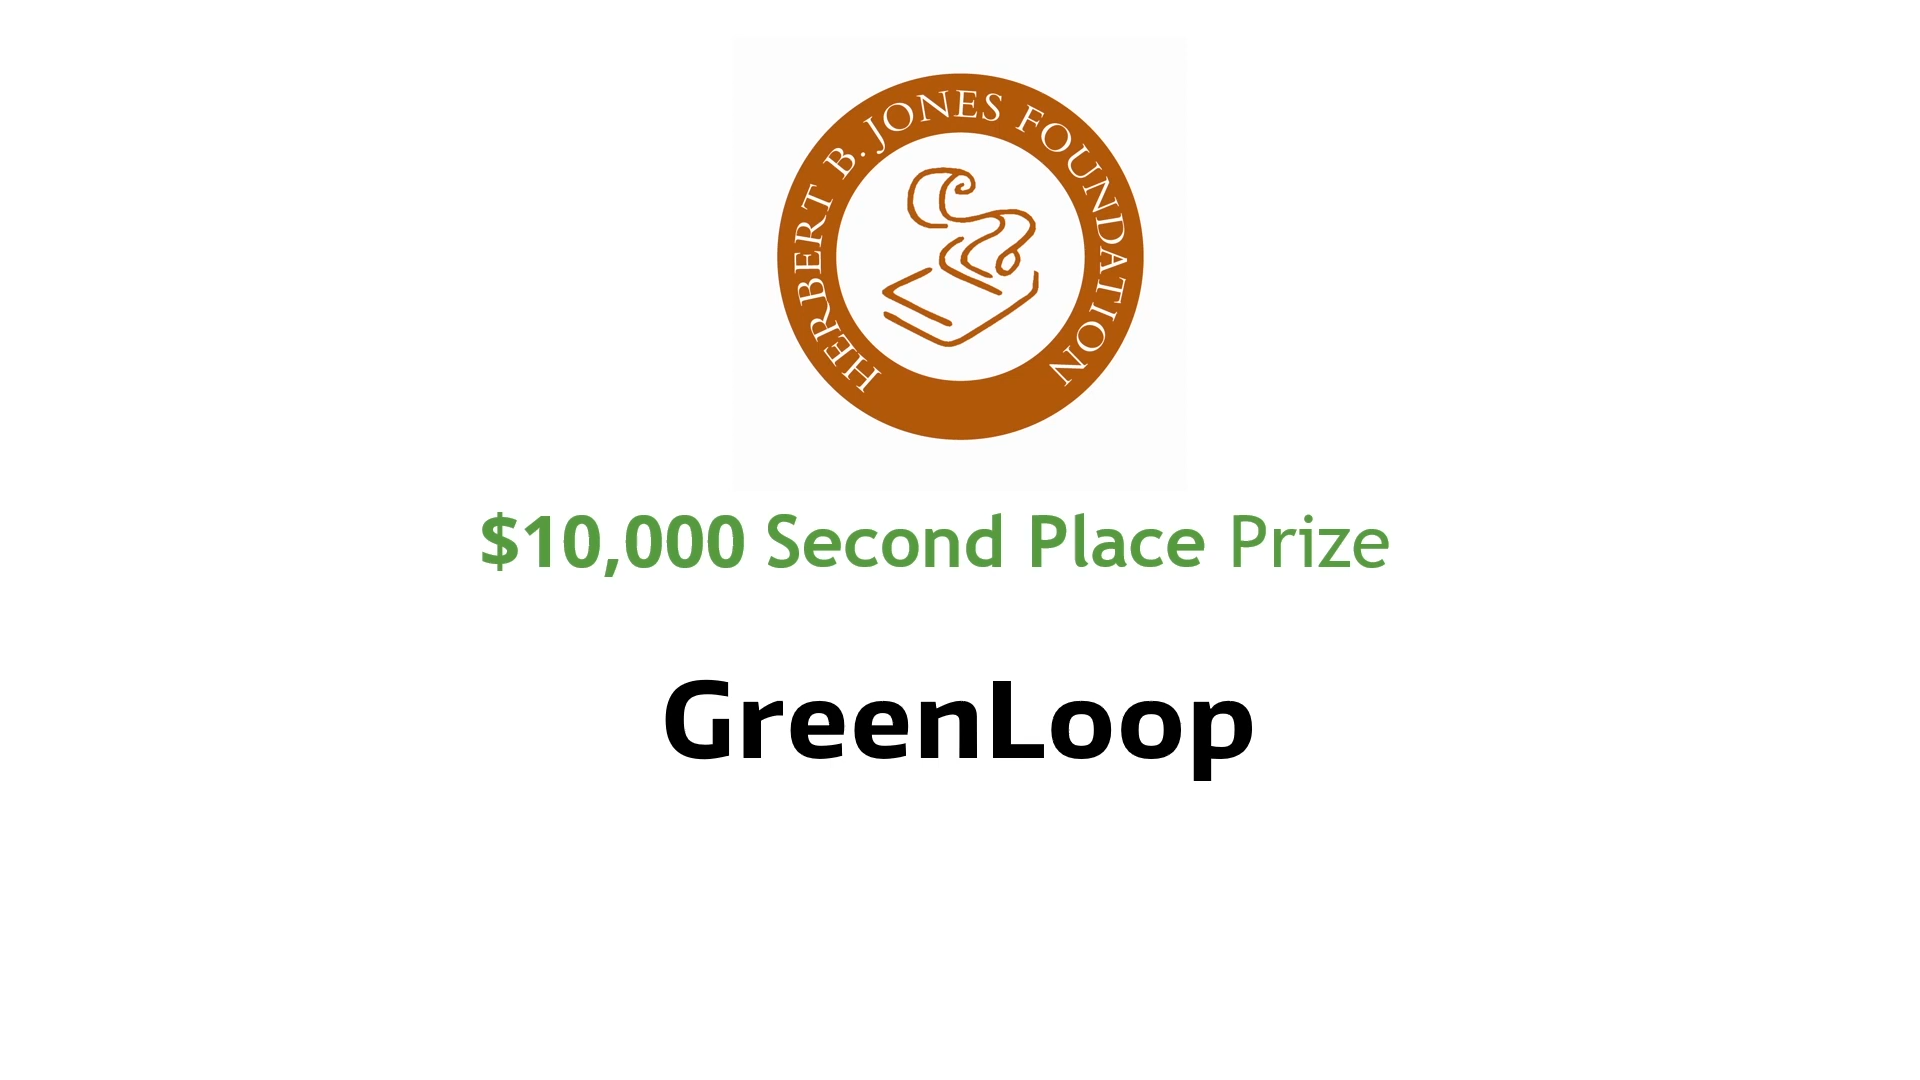 HERBERT B. JONES FOUNDATION
$10,000 Second Place Prize
GreenLoop